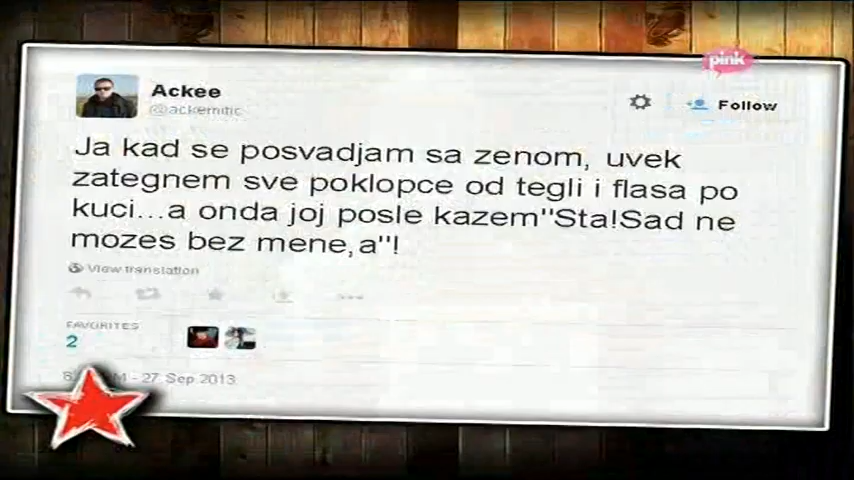 pink
Ackee
@ackemitic
Follow
Ja kad se posvadjam sa zenom, uvek
zategnem sve poklopce od tegli i flasa po
kuci...a onda joj posle kazem"Sta!Sad ne
mozes bez mene,a"!
View translation
FAVORITES
2
M - 27 Sep 2013